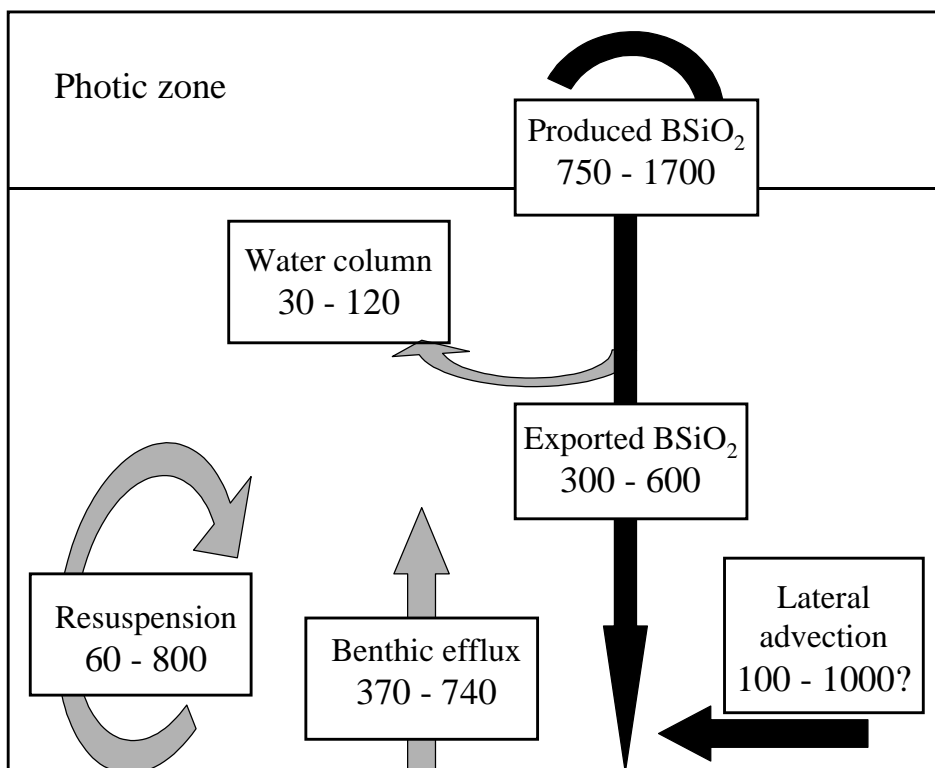 Photic zone
Produced BSiO₂
750 - 1700
Water column
30 - 120
Exported BSiO₂
300 - 600
Resuspension
60 - 800
Benthic efflux
370 - 740
Lateral
advection
100 - 1000?